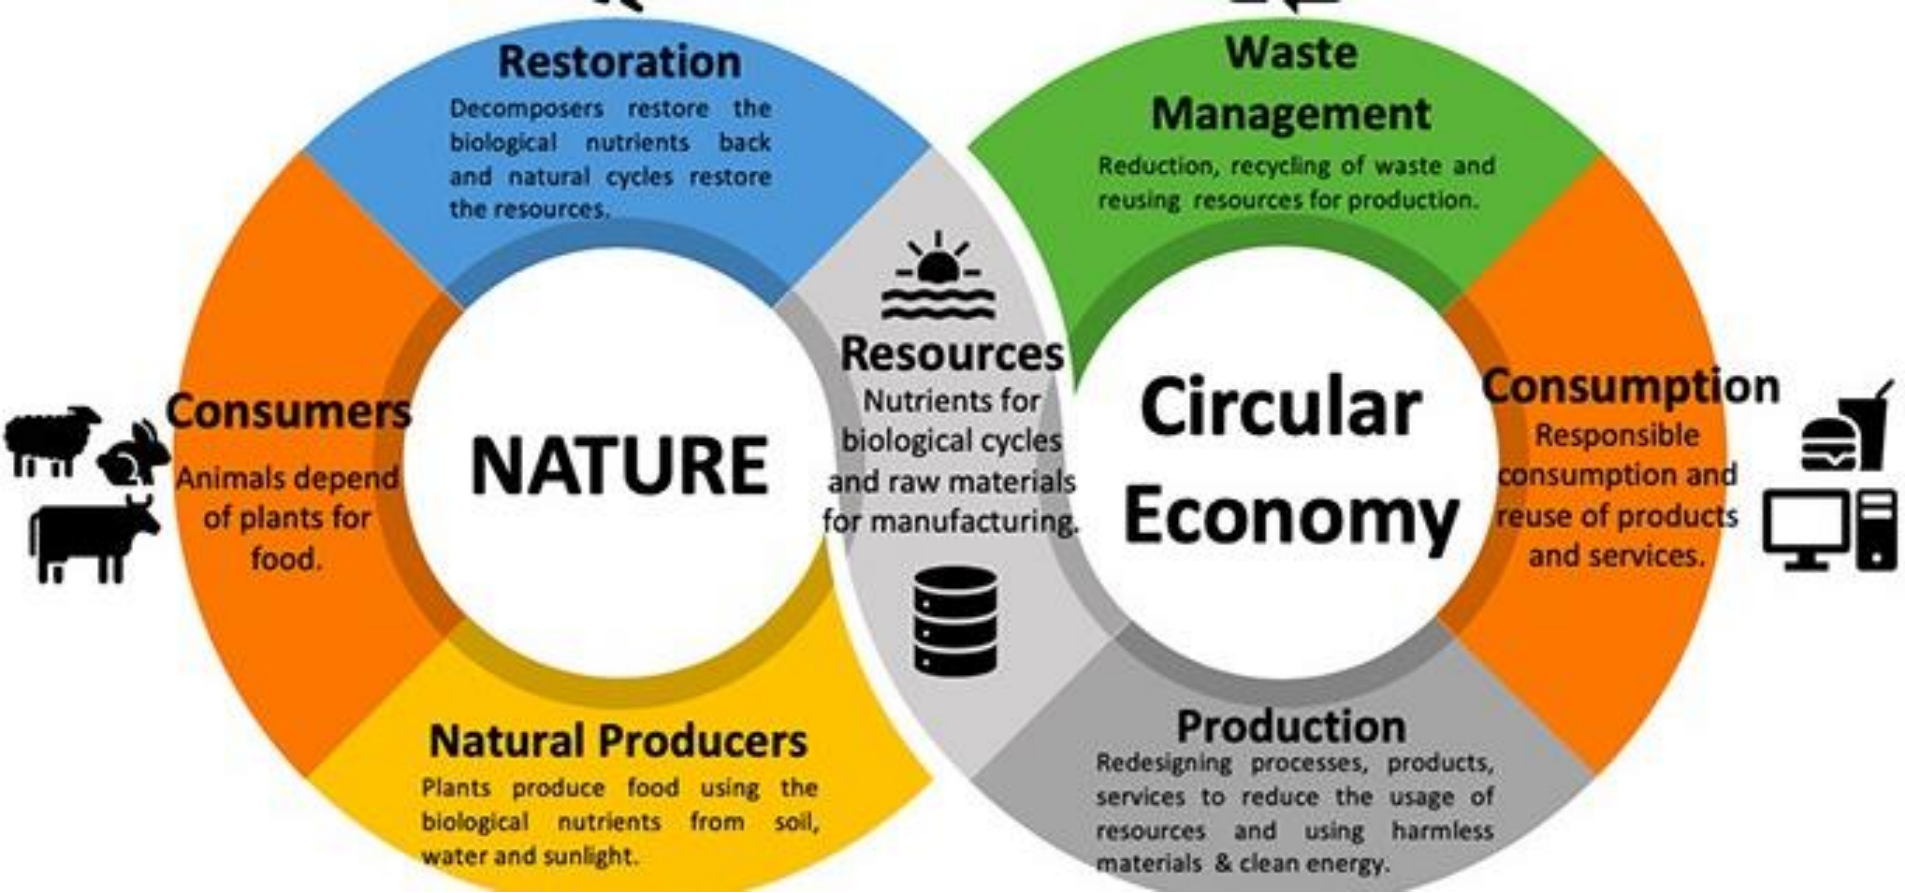 Restoration
Decomposers restore the
biological nutrients back
and natural cycles restore
the resources.
Waste
Management
Reduction, recycling of waste and
reusing resources for production.
Consumers
Animals depend
of plants for
food.
NATURE
Resources
Nutrients for
biological cycles
and raw materials
for manufacturing.
Circular
Economy
Consumption
Responsible
consumption and
reuse of products
and services.
Natural Producers
Plants produce food using the
biological nutrients from soil,
water and sunlight.
Production
Redesigning processes, products,
services to reduce the usage of
resources and using harmless
materials & clean energy.